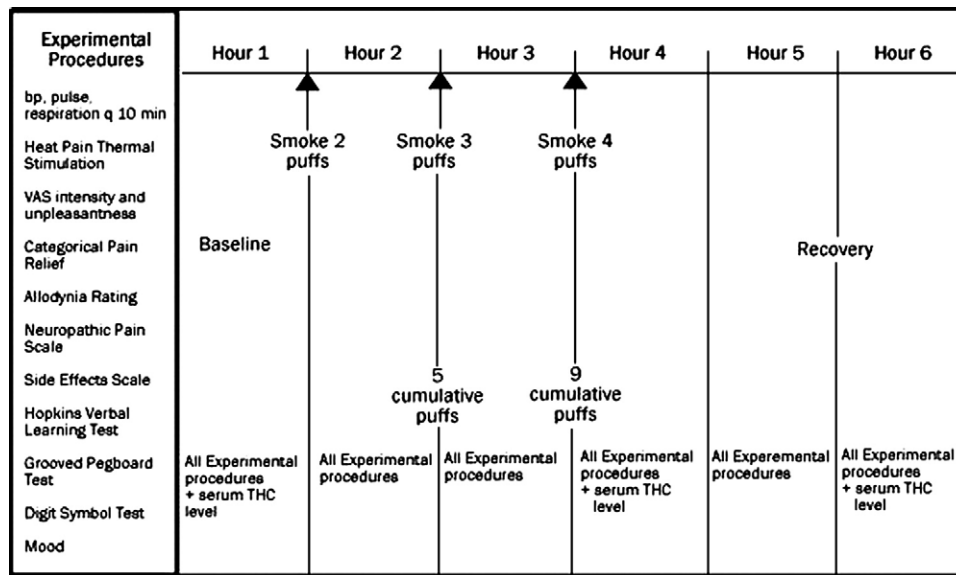 Experimental
Procedures
bp, pulse,
respiration q 10 min
Heat Pain Thermal
Stimulation
VAS intensity and
unpleasantness
Categorical Pain
Relief
Allodynia Rating
Neuropathic Pain
Scale
Side Effects Scale
Hopkins Verbal
Learning Test
Grooved Pegboard
Test
Digit Symbol Test
Mood
Hour 1
Hour 2
Hour 3
Hour 4
Hour 5
Hour 6
Smoke 2
puffs
Smoke 3
puffs
Smoke 4
puffs
Baseline
Recovery
5
cumulative
puffs
9
cumulative
puffs
All Experimental
procedures
+ serum THC
level
All Experimental
procedures
All Experimental
procedures
All Experimental
procedures
+ serum THC
level
All Experemental
procedures
All Experimental
procedures
+ serum THC
level